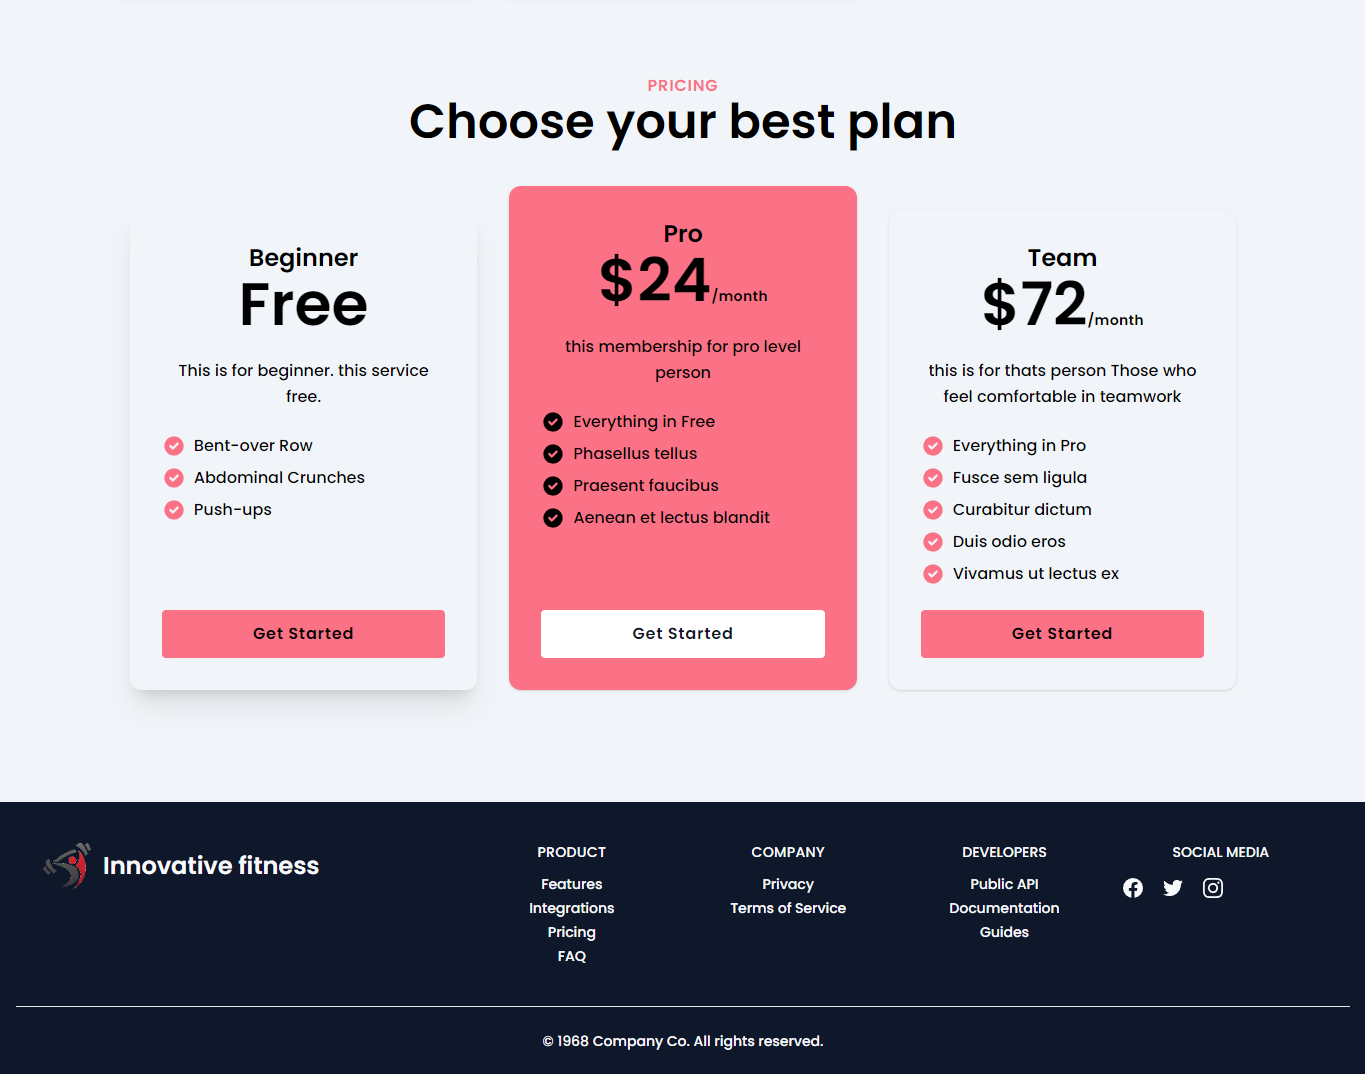 PRICING
Choose your best plan
Beginner
Free
This is for beginner. this service
free.
Bent-over Row
Abdominal Crunches
Push-ups
Get Started
Pro
$24/month
this membership for pro level
person
Everything in Free
Phasellus tellus
Praesent faucibus
Aenean et lectus blandit
Get Started
Team
$72/month
this is for thats person Those who
feel comfortable in teamwork
Everything in Pro
Fusce sem ligula
Curabitur dictum
Duis odio eros
Vivamus ut lectus ex
Get Started
Innovative fitness
PRODUCT
Features
Integrations
Pricing
FAQ
COMPANY
Privacy
Terms of Service
DEVELOPERS
Public API
Documentation
Guides
SOCIAL MEDIA
© 1968 Company Co. All rights reserved.